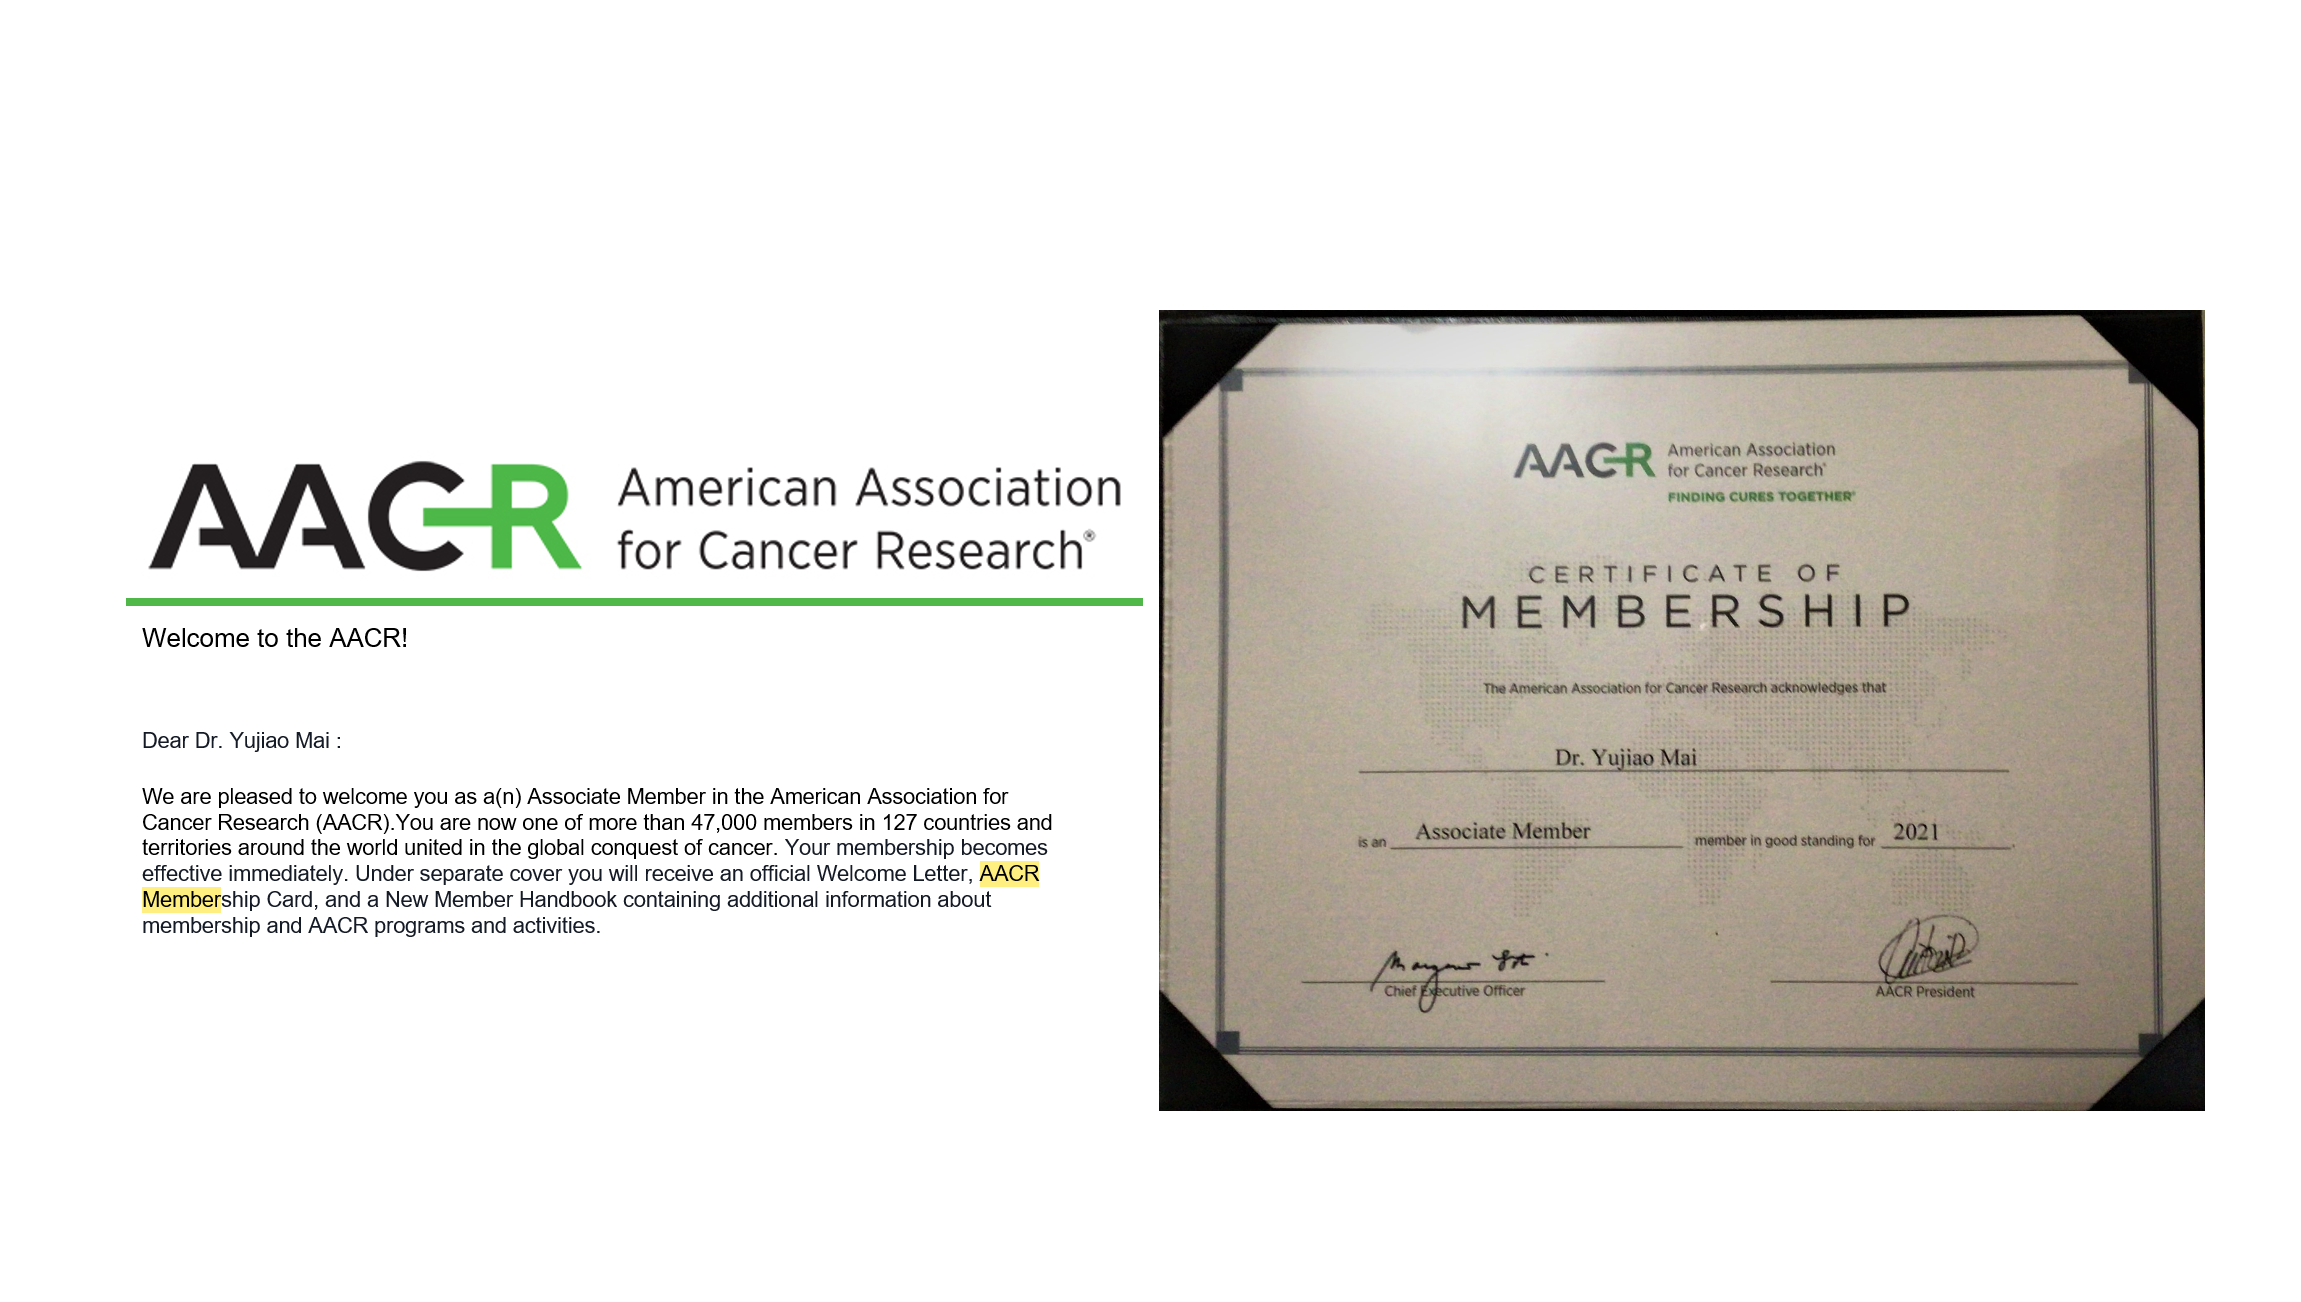 AACR American Association
for Cancer Research®
Welcome to the AACR!
Dear Dr. Yujiao Mai :
We are pleased to welcome you as a(n) Associate Member in the American Association for
Cancer Research (AACR).You are now one of more than 47,000 members in 127 countries and
territories around the world united in the global conquest of cancer. Your membership becomes
effective immediately. Under separate cover you will receive an official Welcome Letter, AACR
Membership Card, and a New Member Handbook containing additional information about
membership and AACR programs and activities.
AACR American Association
for Cancer Research®
FINDING CURES TOGETHER®
CERTIFICATE OF
MEMBERSHIP
The American Association for Cancer Research acknowledges that
Dr. Yujiao Mai
is an Associate Member member in good standing for 2021.
Chief Executive Officer
AACR President